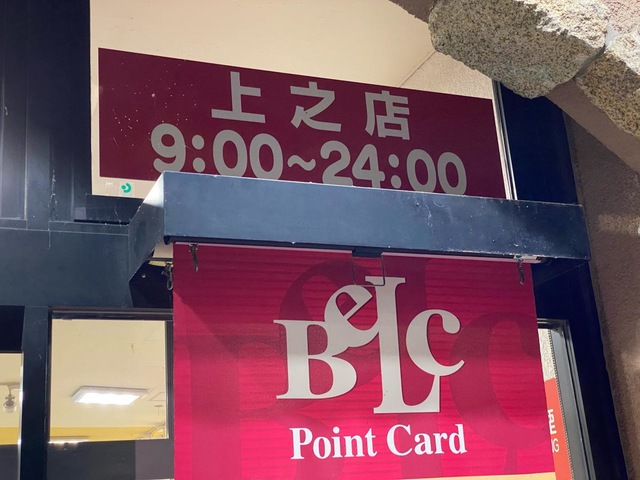 上之店
9:00~24:00
BeLc
Point Card